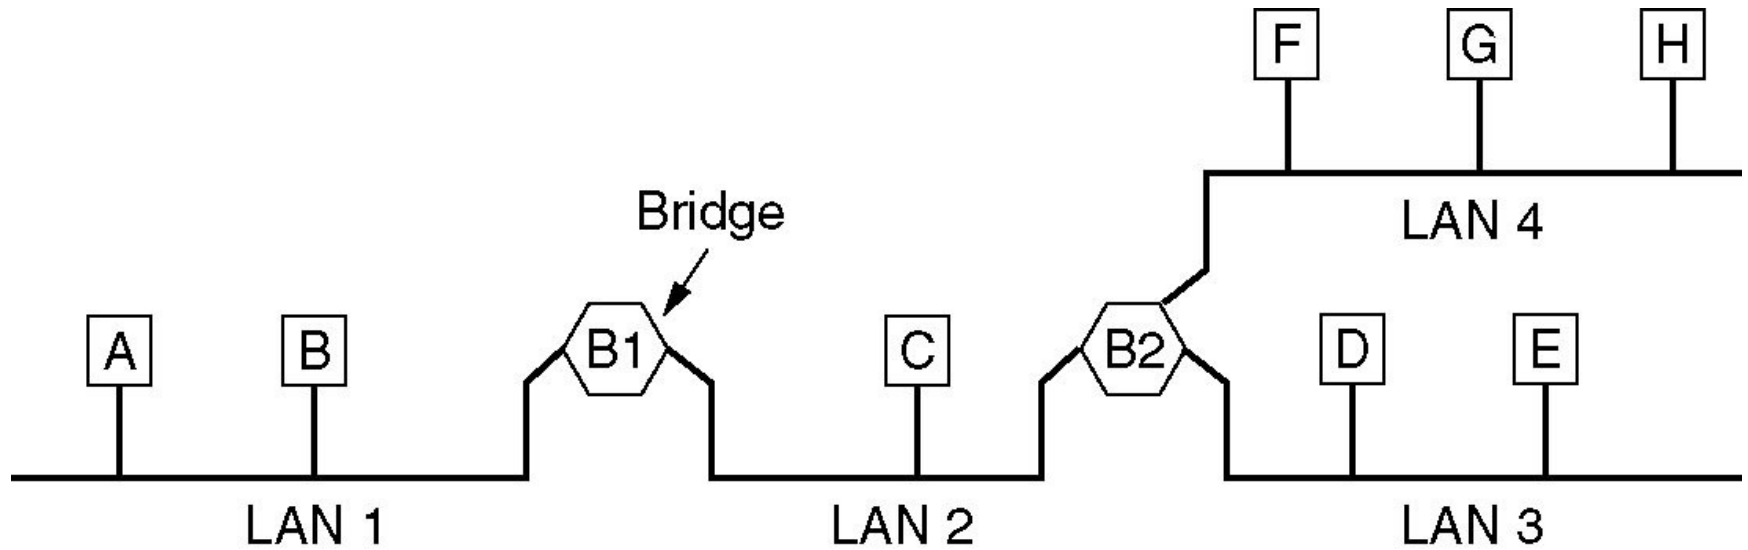 F G H
LAN 4
Bridge
A B B1 C B2 D E
LAN 1 LAN 2 LAN 3